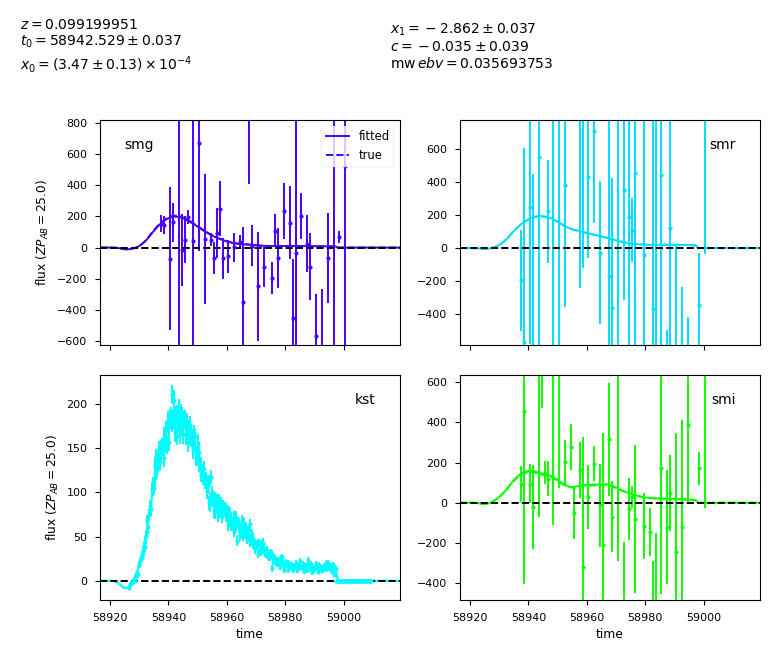 z = 0.099199951
t₀ = 58942.529 ± 0.037
x₀ = (3.47 ± 0.13) × 10⁻⁴
x₁ = −2.862 ± 0.037
c = −0.035 ± 0.039
mw ebv = 0.035693753
smg
fitted
true
800
600
400
200
0
−200
−400
−600
flux (ZP_AB = 25.0)
smr
600
400
200
0
−200
−400
kst
200
150
100
50
0
flux (ZP_AB = 25.0)
58920 58940 58960 58980 59000
time
smi
600
400
200
0
−200
−400
58920 58940 58960 58980 59000
time